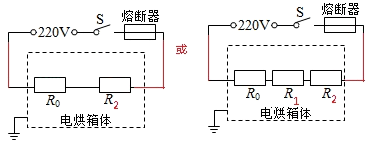 熔断器
220V S
R₀ R₂
电烘箱体
或
熔断器
220V S
R₀ R₁ R₂
电烘箱体